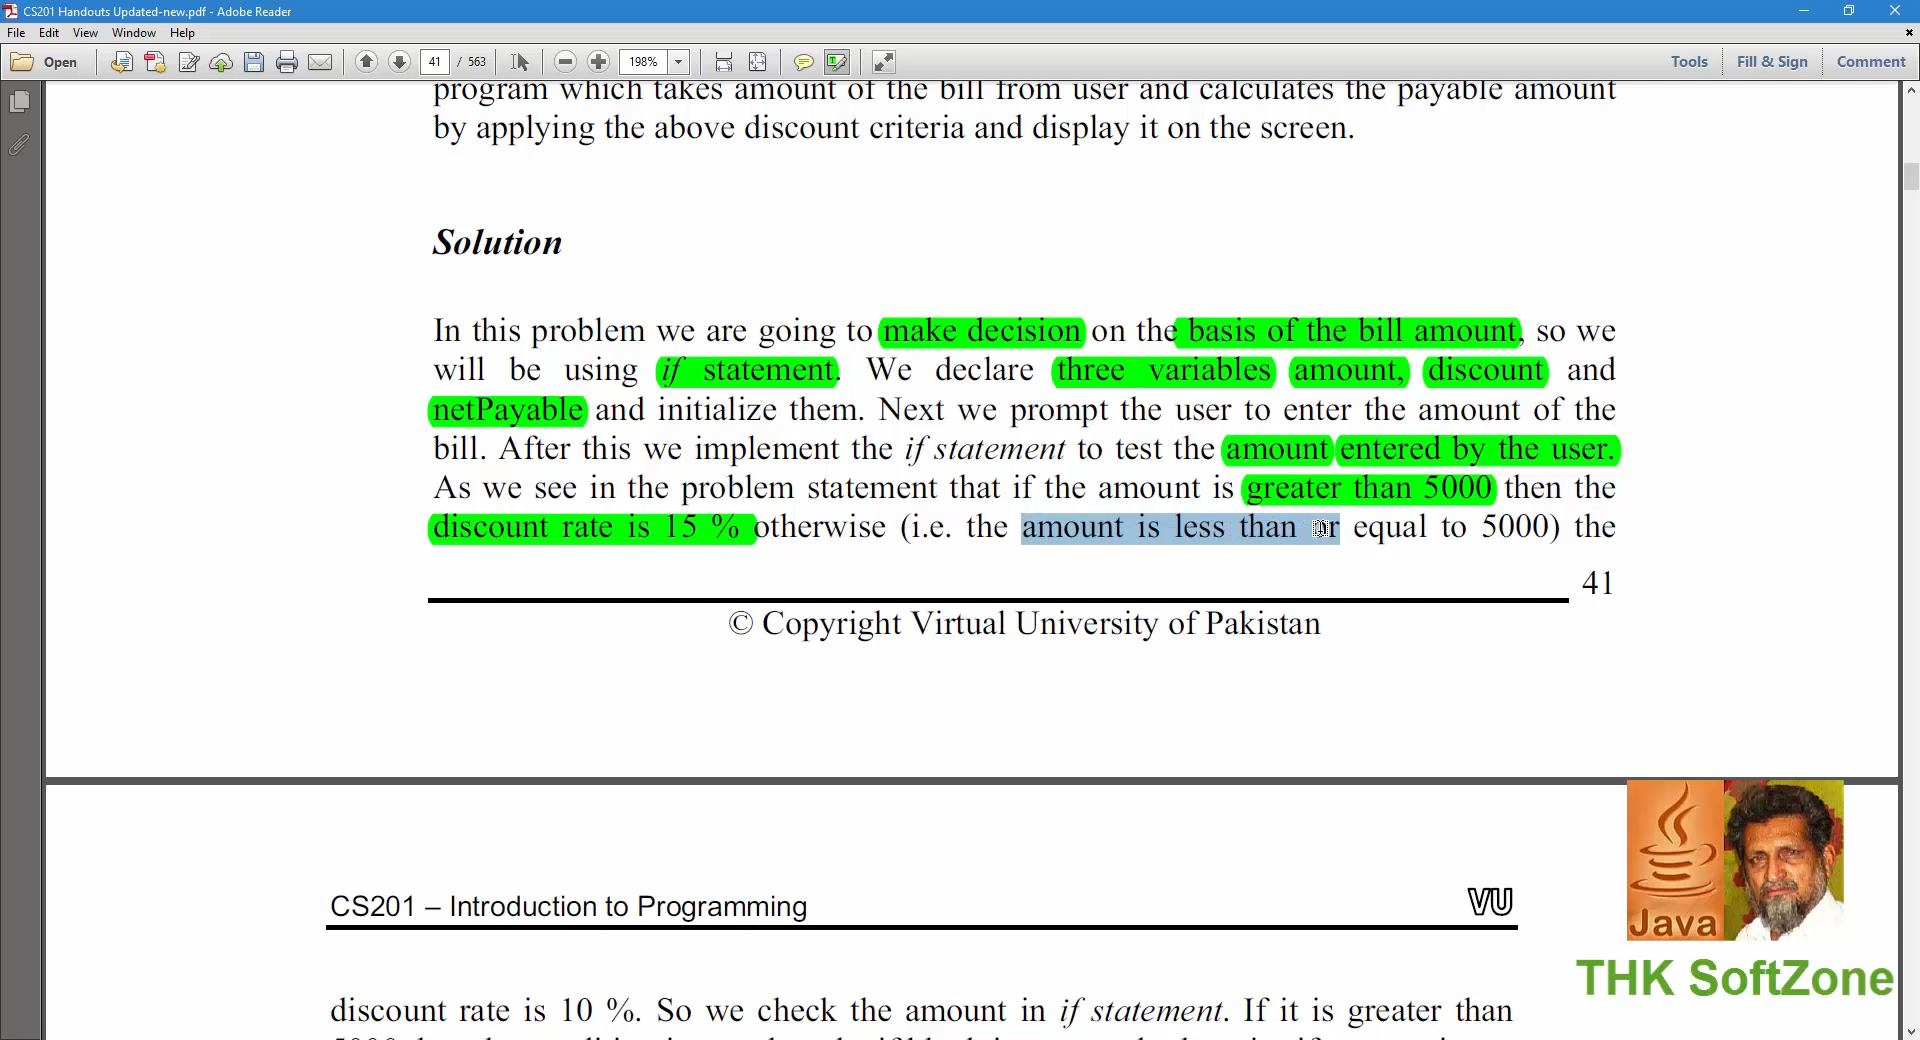 CS201 Handouts Updated-new.pdf - Adobe Reader
File Edit View Window Help
Open 41 / 563 198% Tools Fill & Sign Comment
program which takes amount of the bill from user and calculates the payable amount
by applying the above discount criteria and display it on the screen.
Solution
In this problem we are going to make decision on the basis of the bill amount, so we
will be using if statement. We declare three variables amount, discount and
netPayable and initialize them. Next we prompt the user to enter the amount of the
bill. After this we implement the if statement to test the amount entered by the user.
As we see in the problem statement that if the amount is greater than 5000 then the
discount rate is 15 % otherwise (i.e. the amount is less than or equal to 5000) the
41
© Copyright Virtual University of Pakistan
CS201 – Introduction to Programming VU
Java
THK SoftZone
discount rate is 10 %. So we check the amount in if statement. If it is greater than